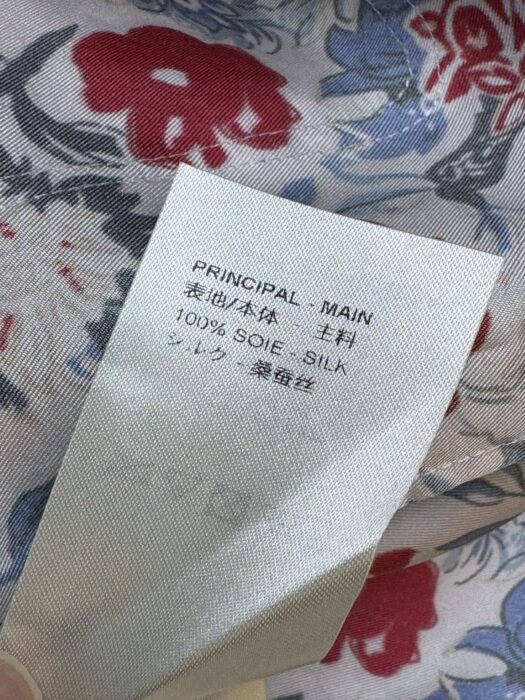 PRINCIPAL - MAIN
表地/本体 - 主料
100% SOIE - SILK
シルク - 桑蚕丝